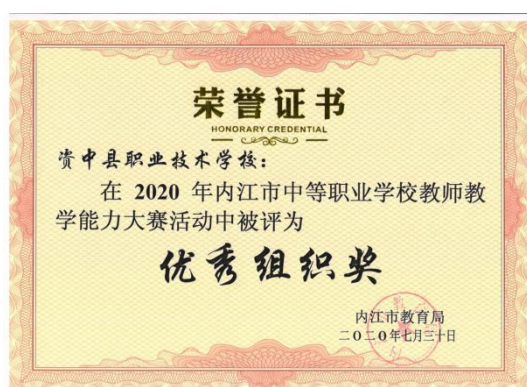 荣誉证书
HONORARY CREDENTIAL
资中县职业技术学校：
在 2020 年内江市中等职业学校教师教
学能力大赛活动中被评为
优秀组织奖
内江市教育局
二〇二〇年七月三十日